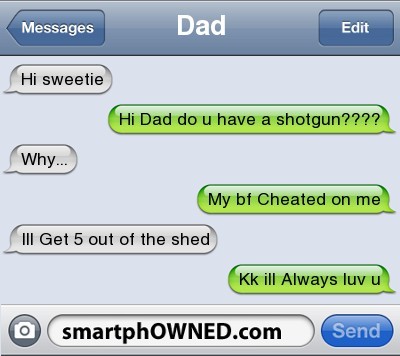 Messages
Dad
Edit
Hi sweetie
Hi Dad do u have a shotgun????
Why...
My bf Cheated on me
Ill Get 5 out of the shed
Kk ill Always luv u
smartphOWNED.com
Send